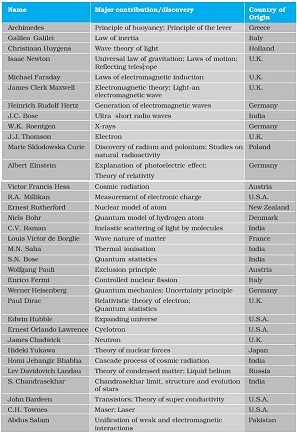 Name Major contribution/discovery Country of
Origin
Archimedes Principle of buoyancy; Principle of the lever Greece
Galileo Galilei Law of inertia Italy
Christiaan Huygens Wave theory of light Holland
Isaac Newton Universal law of gravitation; Laws of motion; U.K.
Reflecting telescope
Michael Faraday Laws of electromagnetic induction U.K.
James Clerk Maxwell Electromagnetic theory; Light-an U.K.
electromagnetic wave
Heinrich Rudolf Hertz Generation of electromagnetic waves Germany
J.C. Bose Ultra short radio waves India
W.K. Roentgen X-rays Germany
J.J. Thomson Electron U.K.
Marie Sklodowska Curie Discovery of radium and polonium; Studies on Poland
natural radioactivity
Albert Einstein Explanation of photoelectric effect; Germany
Theory of relativity
Victor Francis Hess Cosmic radiation Austria
R.A. Millikan Measurement of electronic charge U.S.A.
Ernest Rutherford Nuclear model of atom New Zealand
Niels Bohr Quantum model of hydrogen atom Denmark
C.V. Raman Inelastic scattering of light by molecules India
Louis Victor de Borglie Wave nature of matter France
M.N. Saha Thermal ionisation India
S.N. Bose Quantum statistics India
Wolfgang Pauli Exclusion principle Austria
Enrico Fermi Controlled nuclear fission Italy
Werner Heisenberg Quantum mechanics; Uncertainty principle Germany
Paul Dirac Relativistic theory of electron; U.K.
Quantum statistics
Edwin Hubble Expanding universe U.S.A.
Ernest Orlando Lawrence Cyclotron U.S.A.
James Chadwick Neutron U.K.
Hideki Yukawa Theory of nuclear forces Japan
Homi Jehangir Bhabha Cascade process of cosmic radiation India
Lev Davidovich Landau Theory of condensed matter; Liquid helium Russia
S. Chandrasekhar Chandrasekhar limit, structure and evolution India
of stars
John Bardeen Transistors; Theory of super conductivity U.S.A.
C.H. Townes Maser; Laser U.S.A.
Abdus Salam Unification of weak and electromagnetic Pakistan
interactions